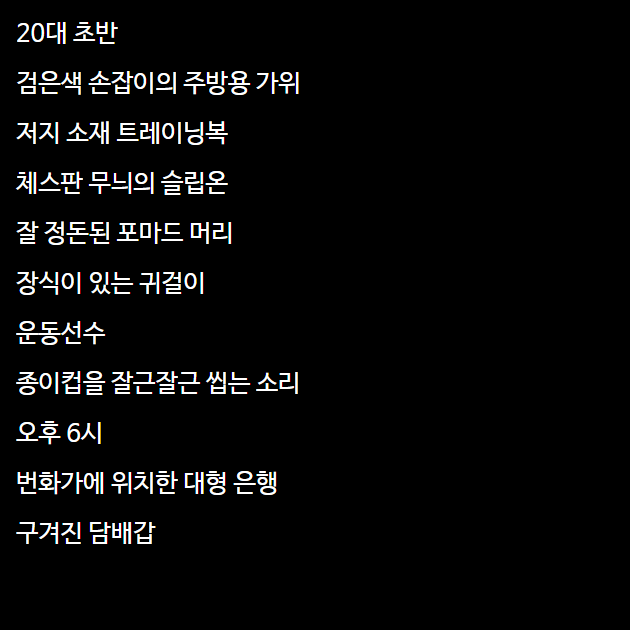 20대 초반
검은색 손잡이의 주방용 가위
저지 소재 트레이닝복
체스판 무늬의 슬립온
잘 정돈된 포마드 머리
장식이 있는 귀걸이
운동선수
종이컵을 잘근잘근 씹는 소리
오후 6시
번화가에 위치한 대형 은행
구겨진 담배갑